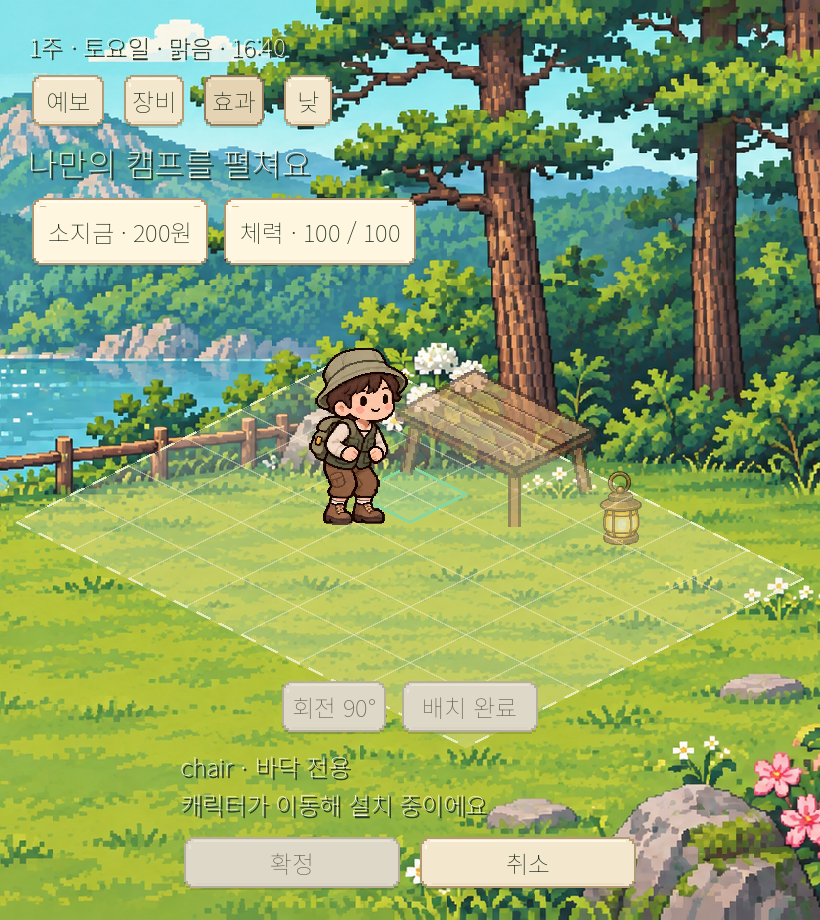 1주 · 토요일 · 맑음 · 16:40
예보 장비 효과 낮
나만의 캠프를 펼쳐요
소지금 · 200원 체력 · 100 / 100
회전 90° 배치 완료
chair · 바닥 전용
캐릭터가 이동해 설치 중이에요
확정 취소